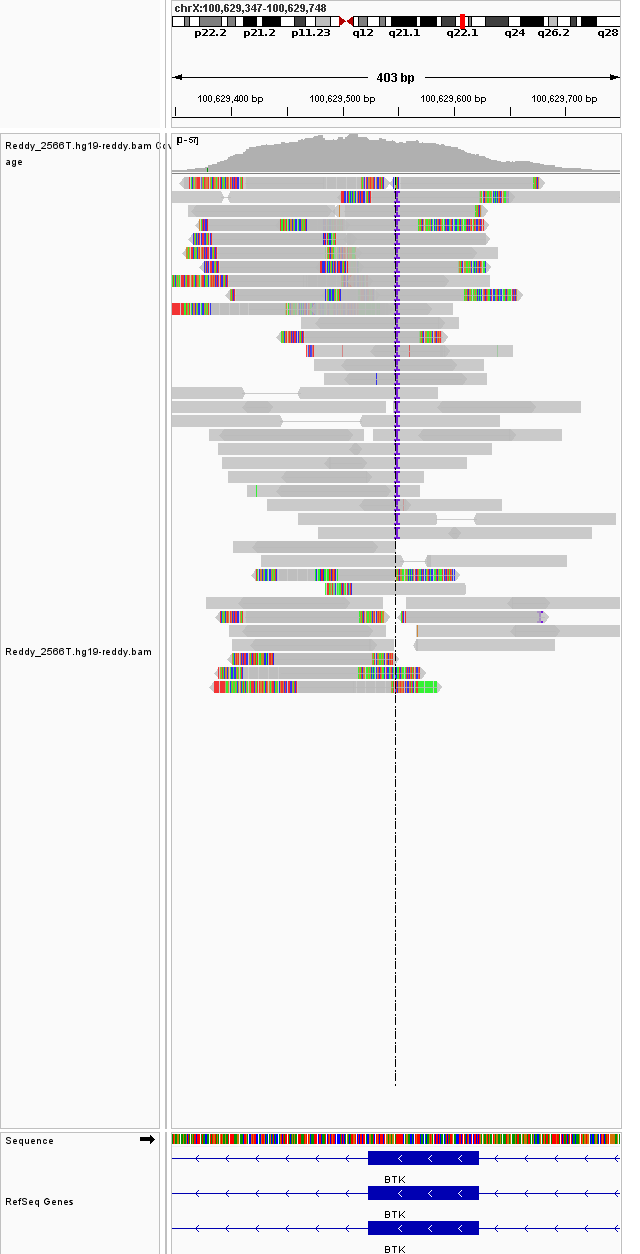 chrX:100,629,347-100,629,748
p22.2 p21.2 p11.23 q12 q21.1 q22.1 q24 q26.2 q28
403 bp
100,629,400 bp 100,629,500 bp 100,629,600 bp 100,629,700 bp
Reddy_2566T.hg19-reddy.bam Cov
age
[0-57]
Reddy_2566T.hg19-reddy.bam
Sequence
BTK
RefSeq Genes
BTK
BTK